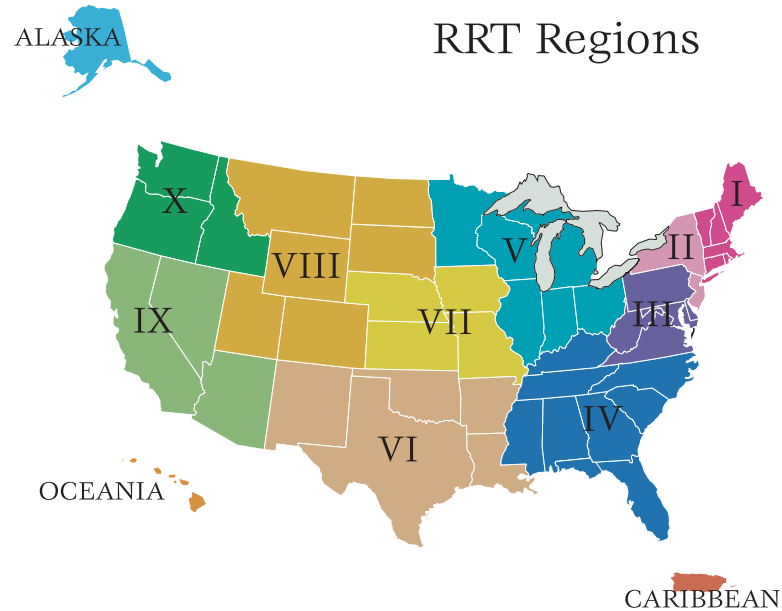 RRT Regions
ALASKA
I
X
II
V
VIII
III
IX
VII
IV
VI
OCEANIA
CARIBBEAN